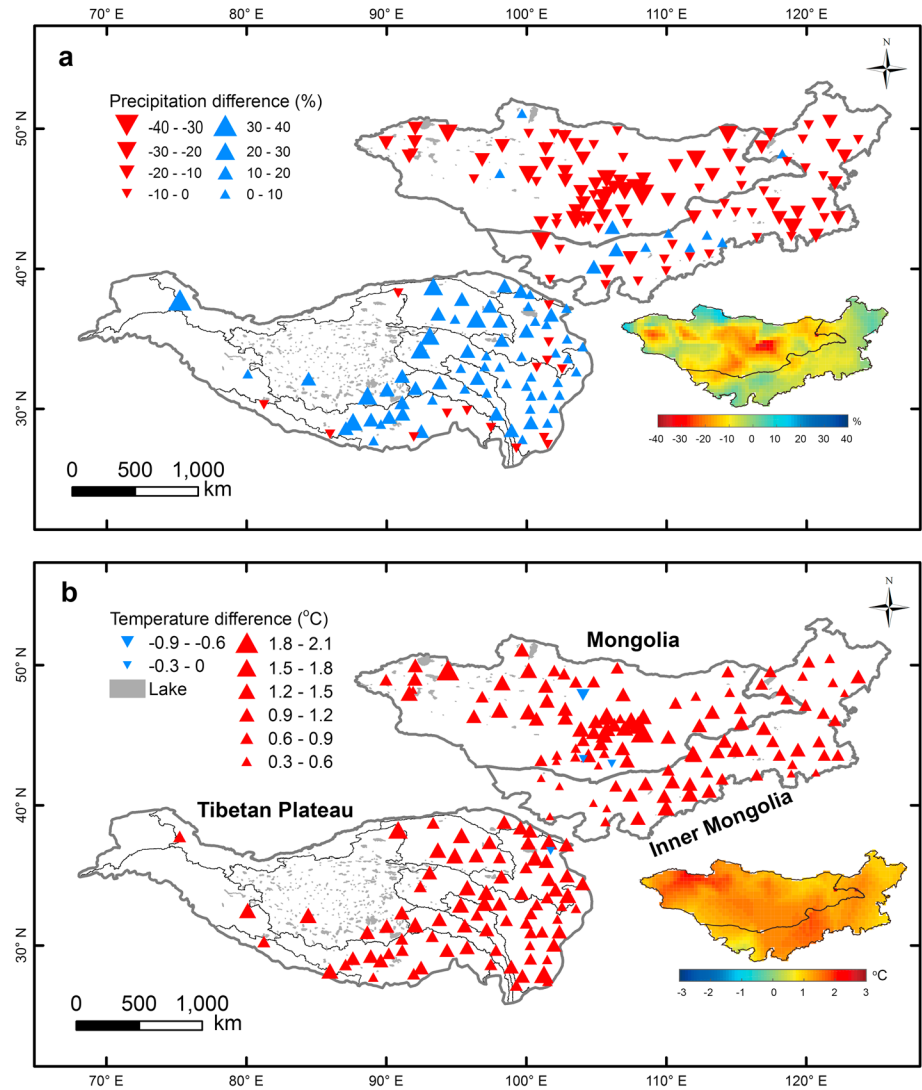 70° E 80° E 90° E 100° E 110° E 120° E
a
N
Precipitation difference (%)
-40 - -30 30 - 40
-30 - -20 20 - 30
-20 - -10 10 - 20
-10 - 0 0 - 10
50° N
40° N
30° N
-40 -30 -20 -10 0 10 20 30 40 %
0 500 1,000
km
b
N
Temperature difference (°C)
-0.9 - -0.6 1.8 - 2.1
-0.3 - 0 1.5 - 1.8
Lake 1.2 - 1.5
0.9 - 1.2
0.6 - 0.9
0.3 - 0.6
Mongolia
50° N
40° N
Tibetan Plateau
Inner Mongolia
30° N
-3 -2 -1 0 1 2 3 °C
0 500 1,000
km
70° E 80° E 90° E 100° E 110° E 120° E